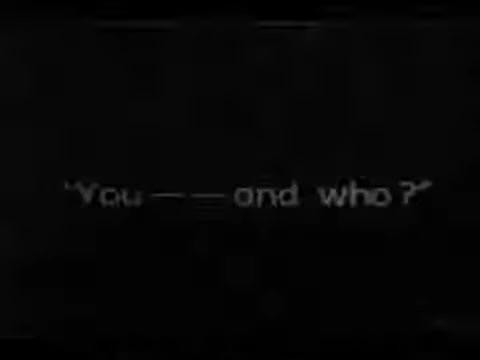 "You — — and who?"